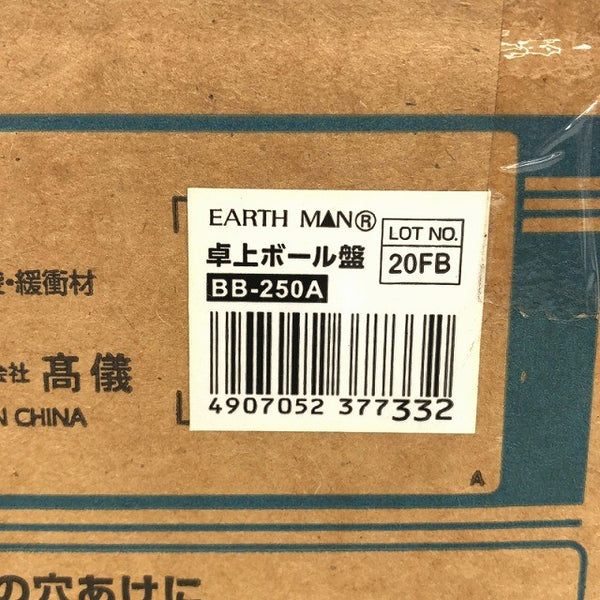 EARTH MAN®
卓上ボール盤
BB-250A
LOT NO.
20FB
4907052 377332
・緩衝材
会社 髙儀
N CHINA
A
の穴あけに